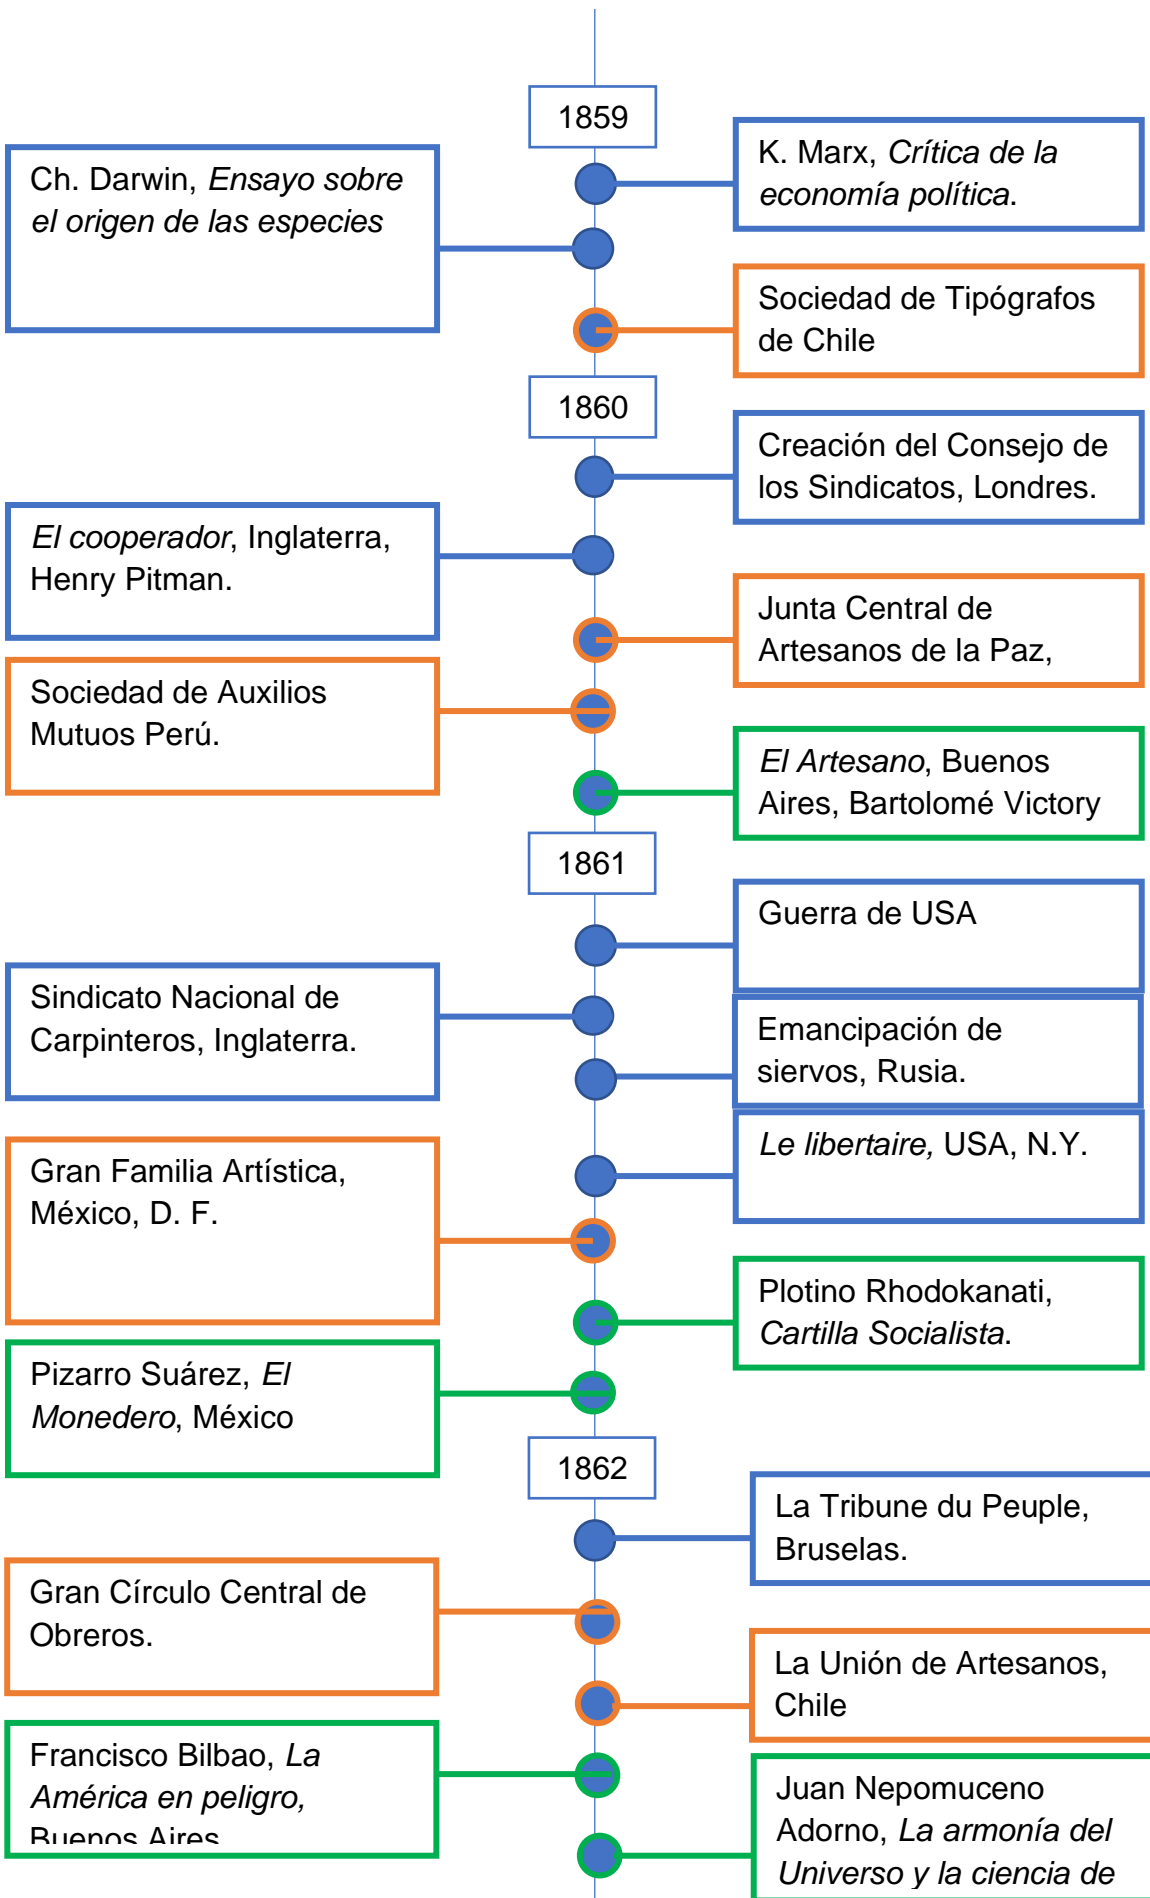 1859
K. Marx, Crítica de la
economía política.
Ch. Darwin, Ensayo sobre
el origen de las especies
Sociedad de Tipógrafos
de Chile
1860
Creación del Consejo de
los Sindicatos, Londres.
El cooperador, Inglaterra,
Henry Pitman.
Junta Central de
Artesanos de la Paz,
Sociedad de Auxilios
Mutuos Perú.
El Artesano, Buenos
Aires, Bartolomé Victory
1861
Guerra de USA
Sindicato Nacional de
Carpinteros, Inglaterra.
Emancipación de
siervos, Rusia.
Le libertaire, USA, N.Y.
Gran Familia Artística,
México, D. F.
Plotino Rhodokanati,
Cartilla Socialista.
Pizarro Suárez, El
Monedero, México
1862
La Tribune du Peuple,
Bruselas.
Gran Círculo Central de
Obreros.
La Unión de Artesanos,
Chile
Francisco Bilbao, La
América en peligro,
Buenos Aires
Juan Nepomuceno
Adorno, La armonía del
Universo y la ciencia de